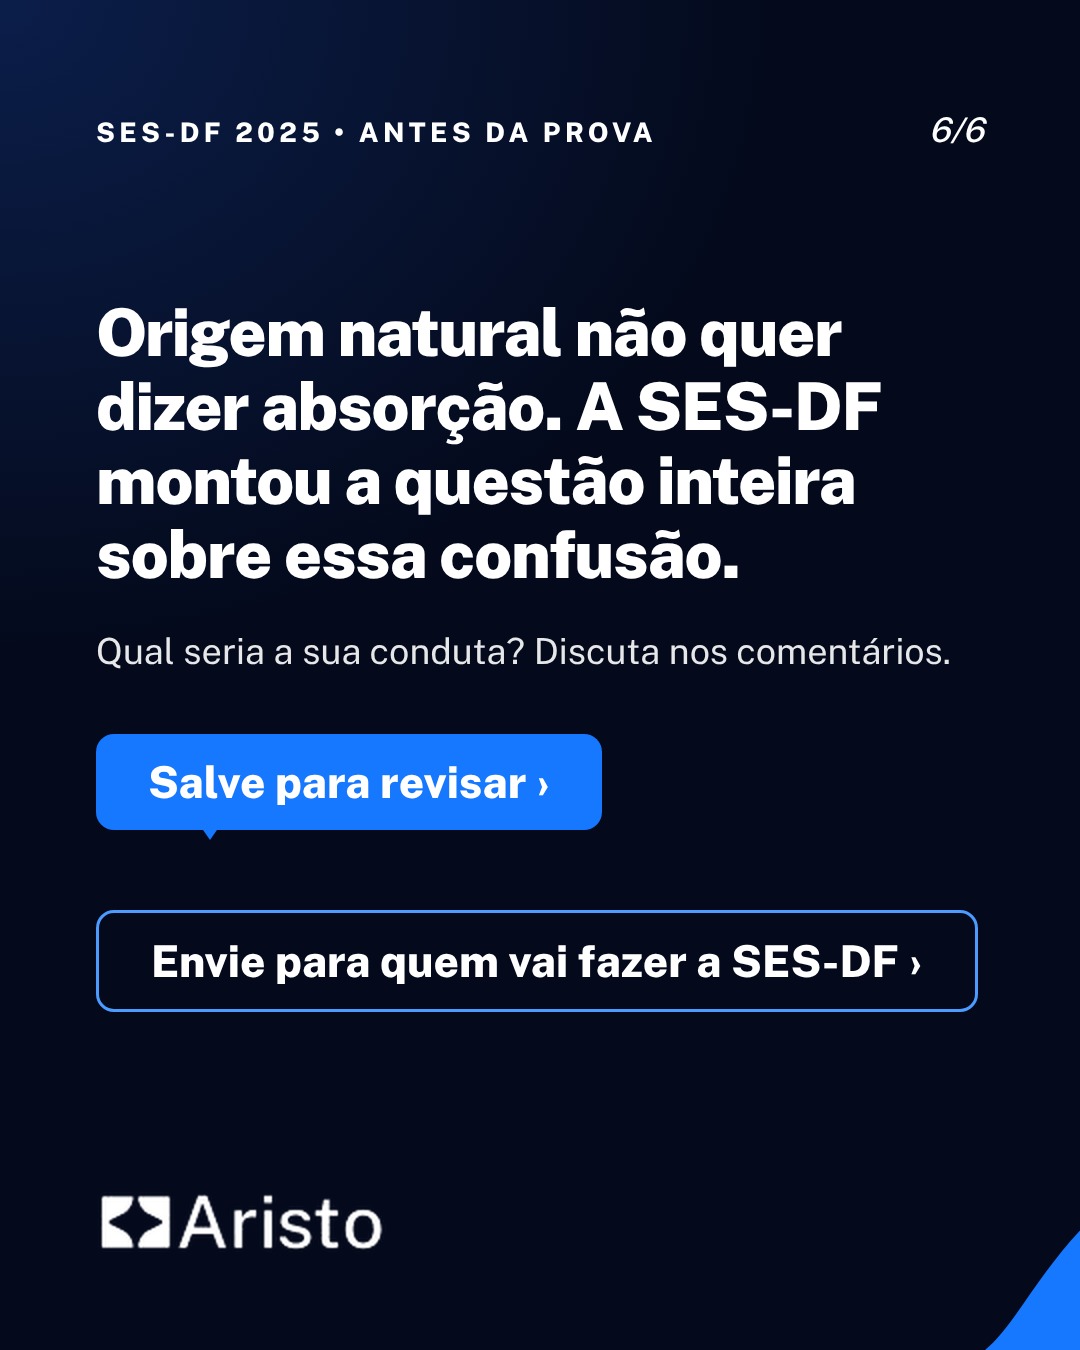 SES-DF 2025 • ANTES DA PROVA
6/6
Origem natural não quer
dizer absorção. A SES-DF
montou a questão inteira
sobre essa confusão.
Qual seria a sua conduta? Discuta nos comentários.
Salve para revisar ›
Envie para quem vai fazer a SES-DF ›
Aristo